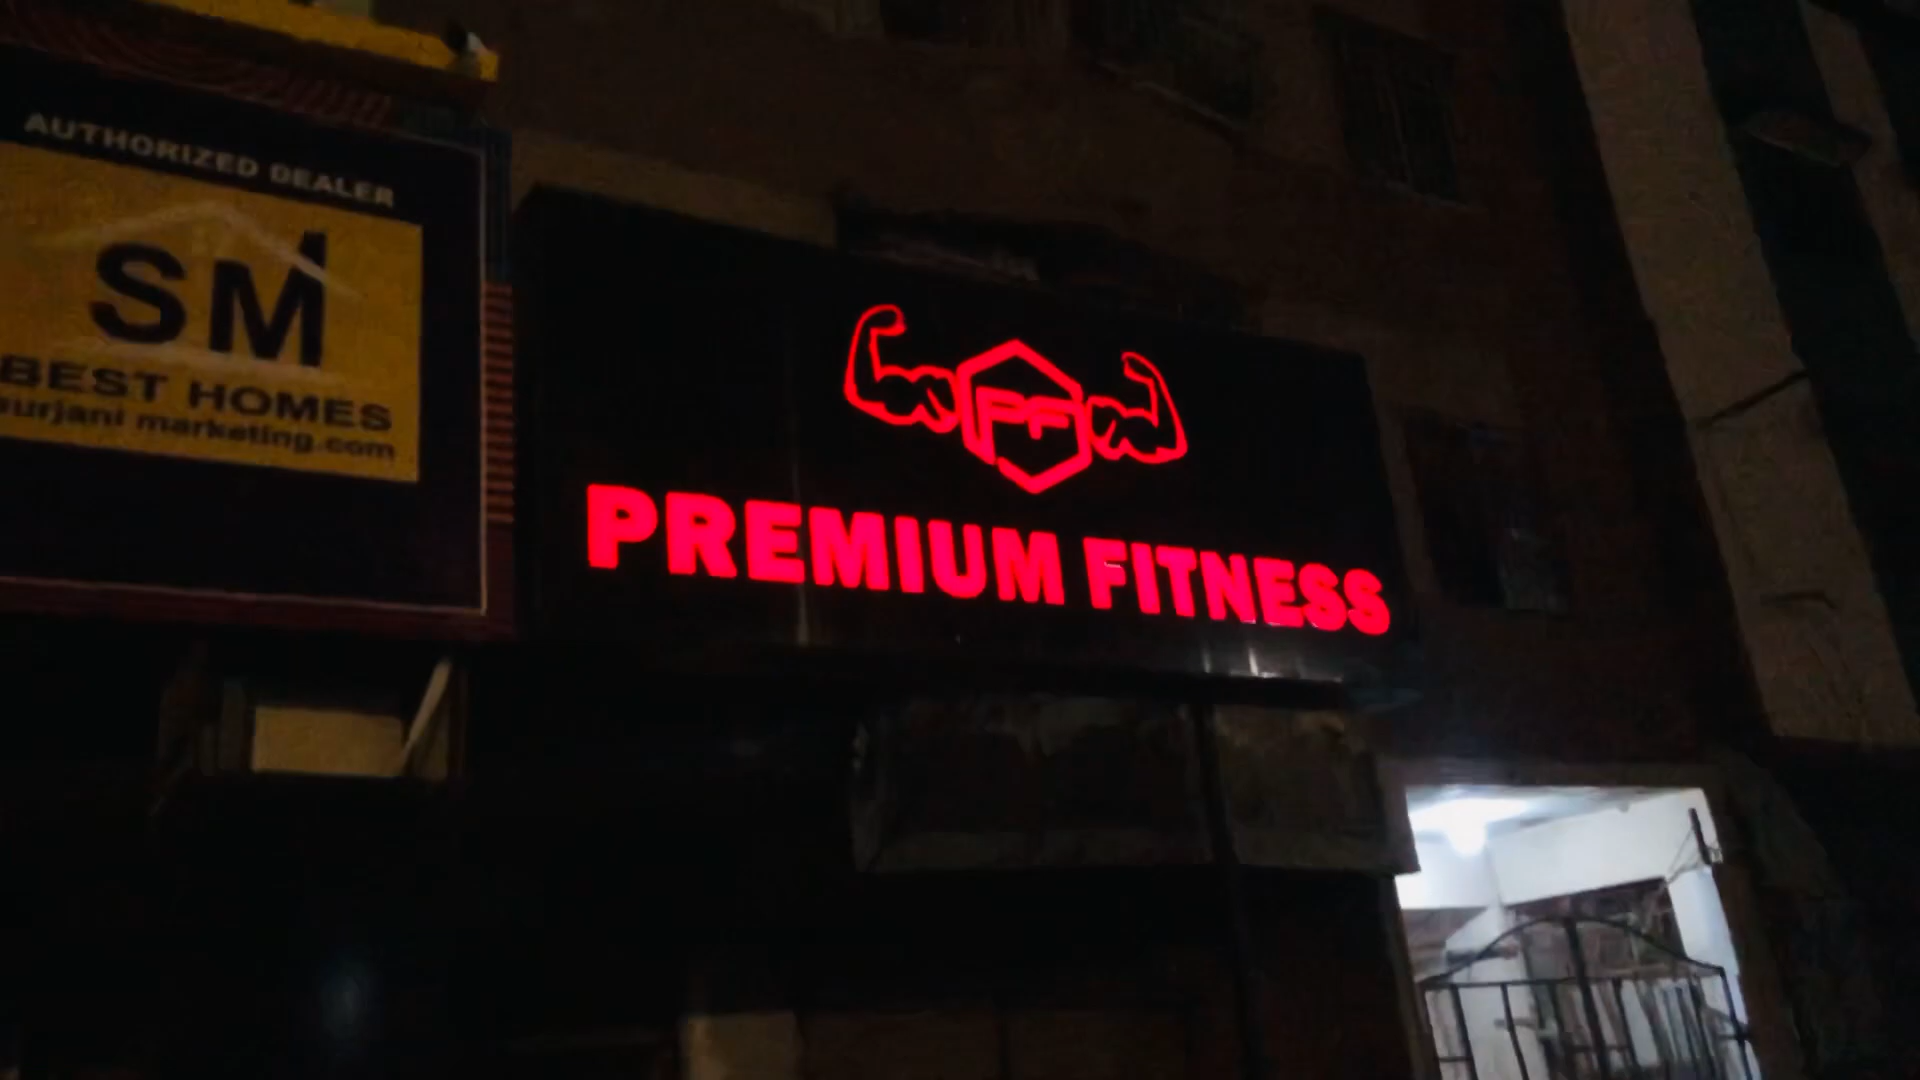 AUTHORIZED DEALER
SM
BEST HOMES
marketing.com
PF
PREMIUM FITNESS